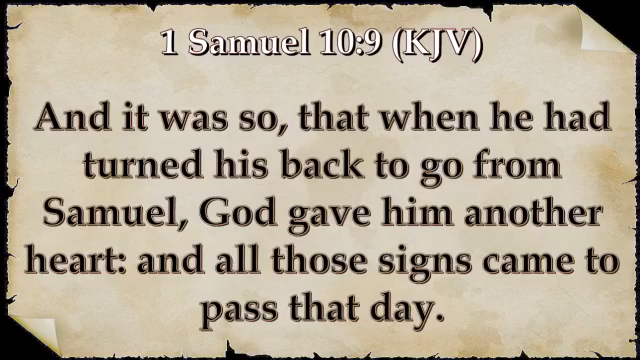 1 Samuel 10:9 (KJV)
And it was so, that when he had
turned his back to go from
Samuel, God gave him another
heart: and all those signs came to
pass that day.